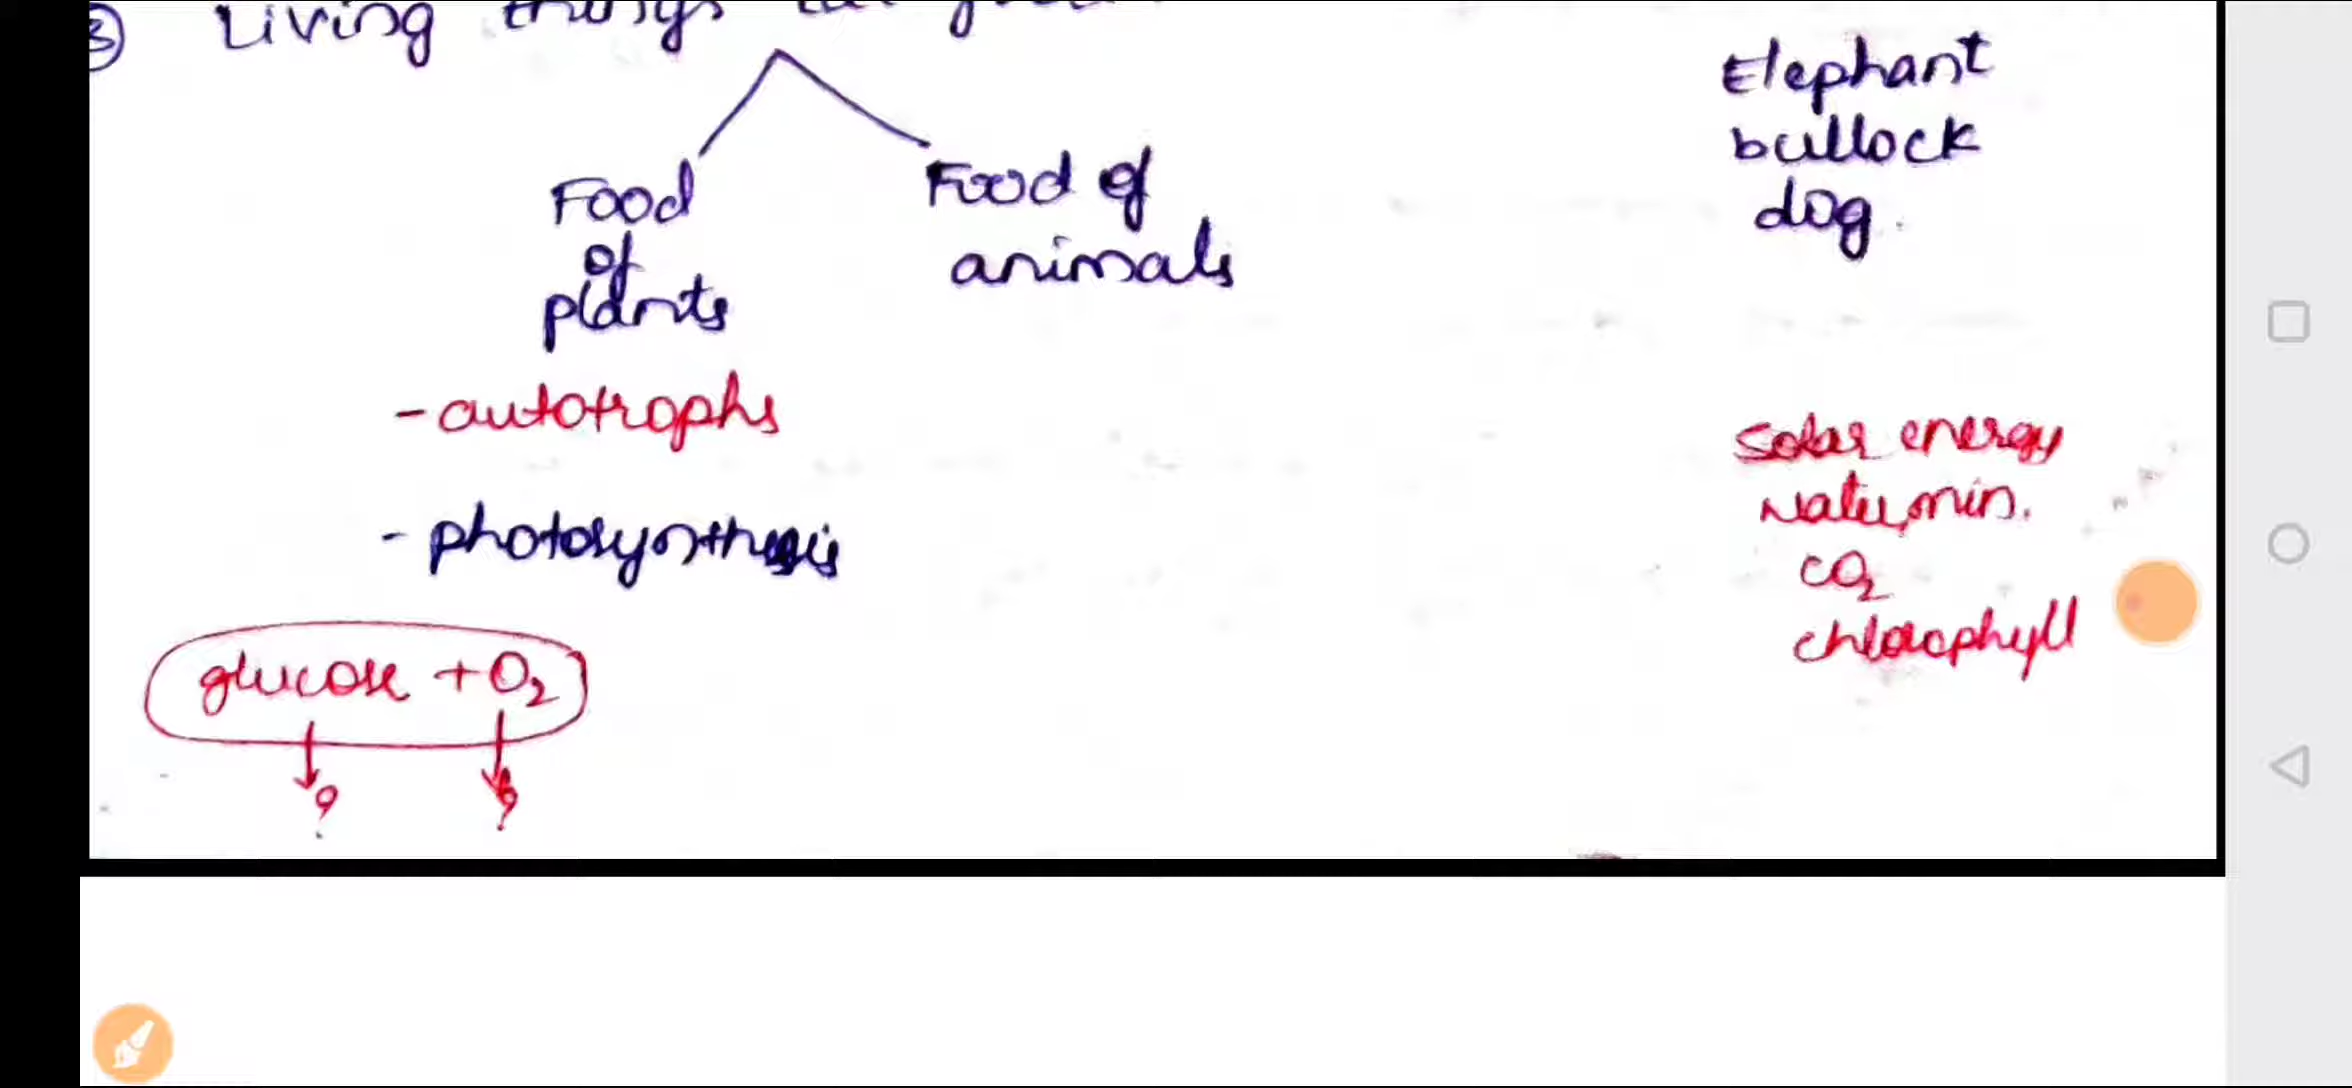 ③ Living things
Food of plants
Food of animals
- autotrophs
- photosynthesis
glucose + O₂
? ?
Elephant
bullock
dog
Solar energy
Water, min.
CO₂
chlorophyll